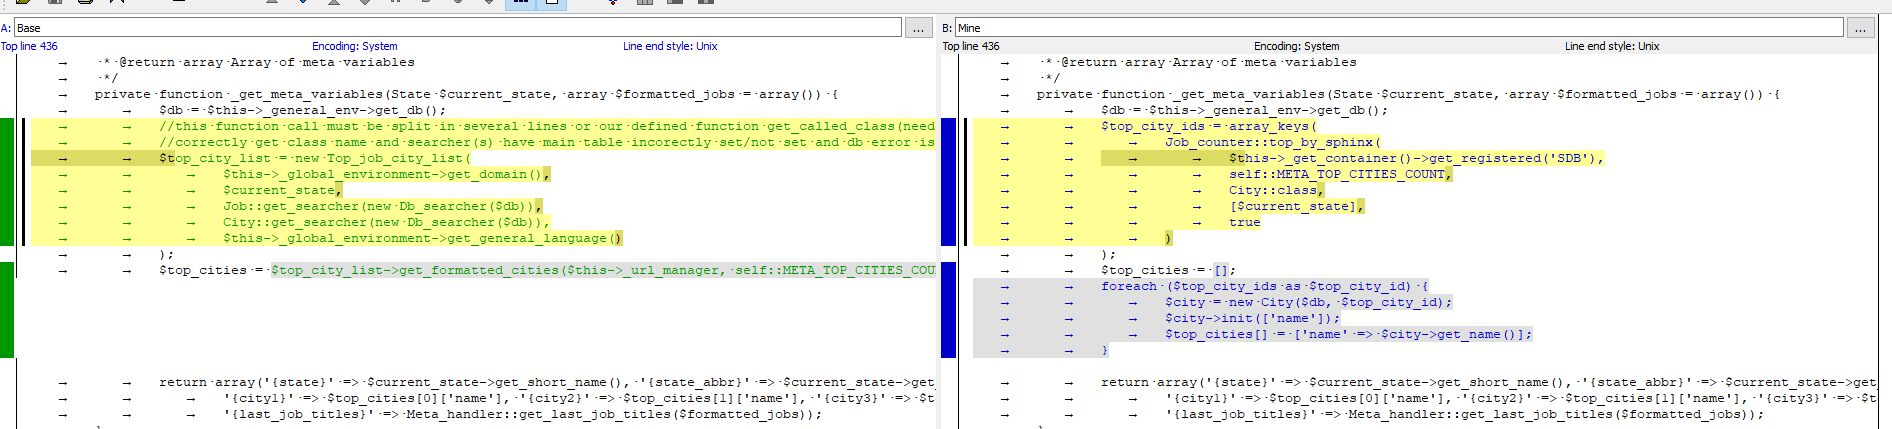 A: Base ...
Top line 436 Encoding: System Line end style: Unix
* @return array Array of meta variables
*/
private function _get_meta_variables(State $current_state, array $formatted_jobs = array()) {
$db = $this->_general_env->get_db();
//this function call must be split in several lines or our defined function get_called_class(need
//correctly get class name and searcher(s) have main table incorectly set/not set and db error is
$top_city_list = new Top_job_city_list(
$this->_global_environment->get_domain(),
$current_state,
Job::get_searcher(new Db_searcher($db)),
City::get_searcher(new Db_searcher($db)),
$this->_global_environment->get_general_language()
);
$top_cities = $top_city_list->get_formatted_cities($this->_url_manager, self::META_TOP_CITIES_COU
return array('{state}' => $current_state->get_short_name(), '{state_abbr}' => $current_state->get_
'{city1}' => $top_cities[0]['name'], '{city2}' => $top_cities[1]['name'], '{city3}' => $t
'{last_job_titles}' => Meta_handler::get_last_job_titles($formatted_jobs));
B: Mine ...
Top line 436 Encoding: System Line end style: Unix
* @return array Array of meta variables
*/
private function _get_meta_variables(State $current_state, array $formatted_jobs = array()) {
$db = $this->_general_env->get_db();
$top_city_ids = array_keys(
Job_counter::top_by_sphinx(
$this->_get_container()->get_registered('SDB'),
self::META_TOP_CITIES_COUNT,
City::class,
[$current_state],
true
)
);
$top_cities = [];
foreach ($top_city_ids as $top_city_id) {
$city = new City($db, $top_city_id);
$city->init(['name']);
$top_cities[] = ['name' => $city->get_name()];
}
return array('{state}' => $current_state->get_short_name(), '{state_abbr}' => $current_state->get_
'{city1}' => $top_cities[0]['name'], '{city2}' => $top_cities[1]['name'], '{city3}' => $t
'{last_job_titles}' => Meta_handler::get_last_job_titles($formatted_jobs));